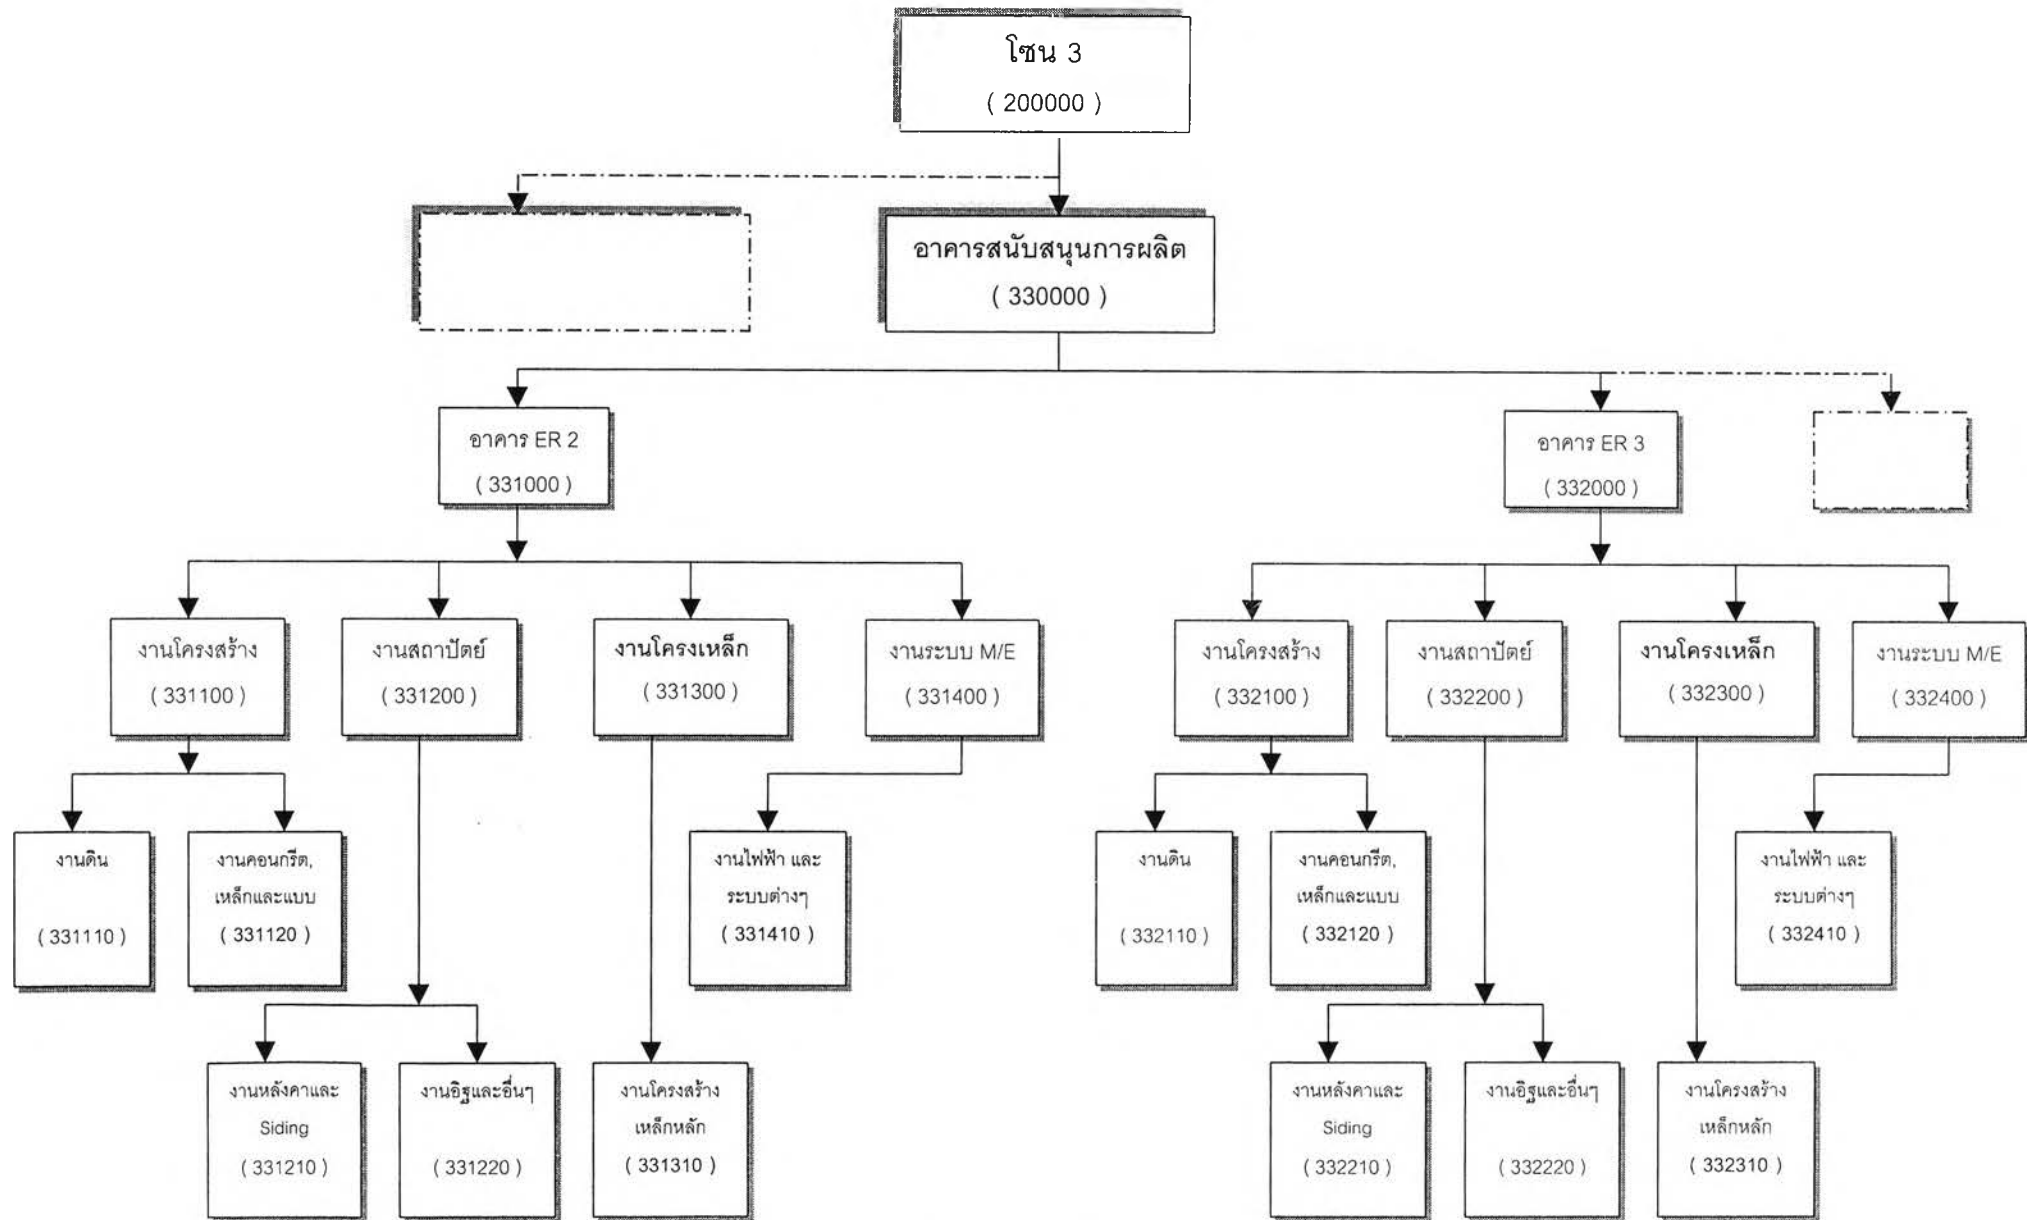 โซน 3
( 200000 )
อาคารสนับสนุนการผลิต
( 330000 )
อาคาร ER 2
( 331000 )
อาคาร ER 3
( 332000 )
งานโครงสร้าง
( 331100 )
งานสถาปัตย์
( 331200 )
งานโครงเหล็ก
( 331300 )
งานระบบ M/E
( 331400 )
งานโครงสร้าง
( 332100 )
งานสถาปัตย์
( 332200 )
งานโครงเหล็ก
( 332300 )
งานระบบ M/E
( 332400 )
งานดิน
( 331110 )
งานคอนกรีต,
เหล็กและแบบ
( 331120 )
งานไฟฟ้า และ
ระบบต่างๆ
( 331410 )
งานดิน
( 332110 )
งานคอนกรีต,
เหล็กและแบบ
( 332120 )
งานไฟฟ้า และ
ระบบต่างๆ
( 332410 )
งานหลังคาและ
Siding
( 331210 )
งานอิฐและอื่นๆ
( 331220 )
งานโครงสร้าง
เหล็กหลัก
( 331310 )
งานหลังคาและ
Siding
( 332210 )
งานอิฐและอื่นๆ
( 332220 )
งานโครงสร้าง
เหล็กหลัก
( 332310 )